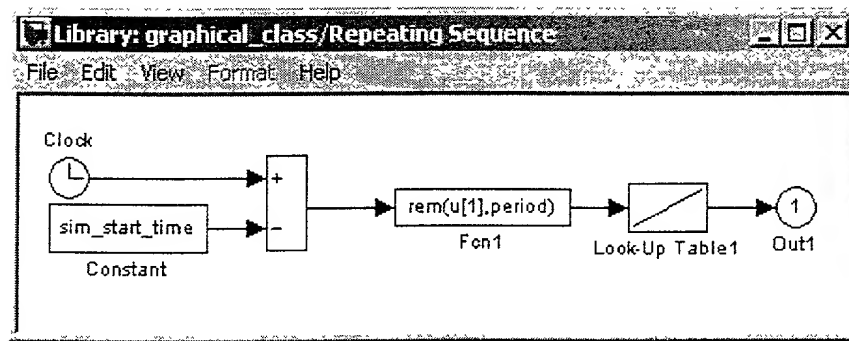 Library: graphical_class/Repeating Sequence
File Edit View Format Help
Clock
+
sim_start_time
-
Constant
rem(u[1],period)
Fcn1
Look-Up Table1
1
Out1